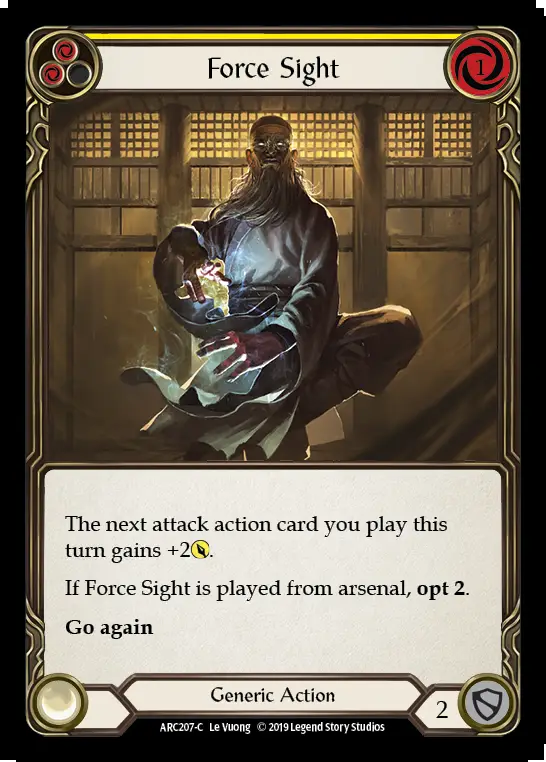 Force Sight
1
The next attack action card you play this
turn gains +2.
If Force Sight is played from arsenal, opt 2.
Go again
Generic Action
2
ARC207-C Le Vuong © 2019 Legend Story Studios